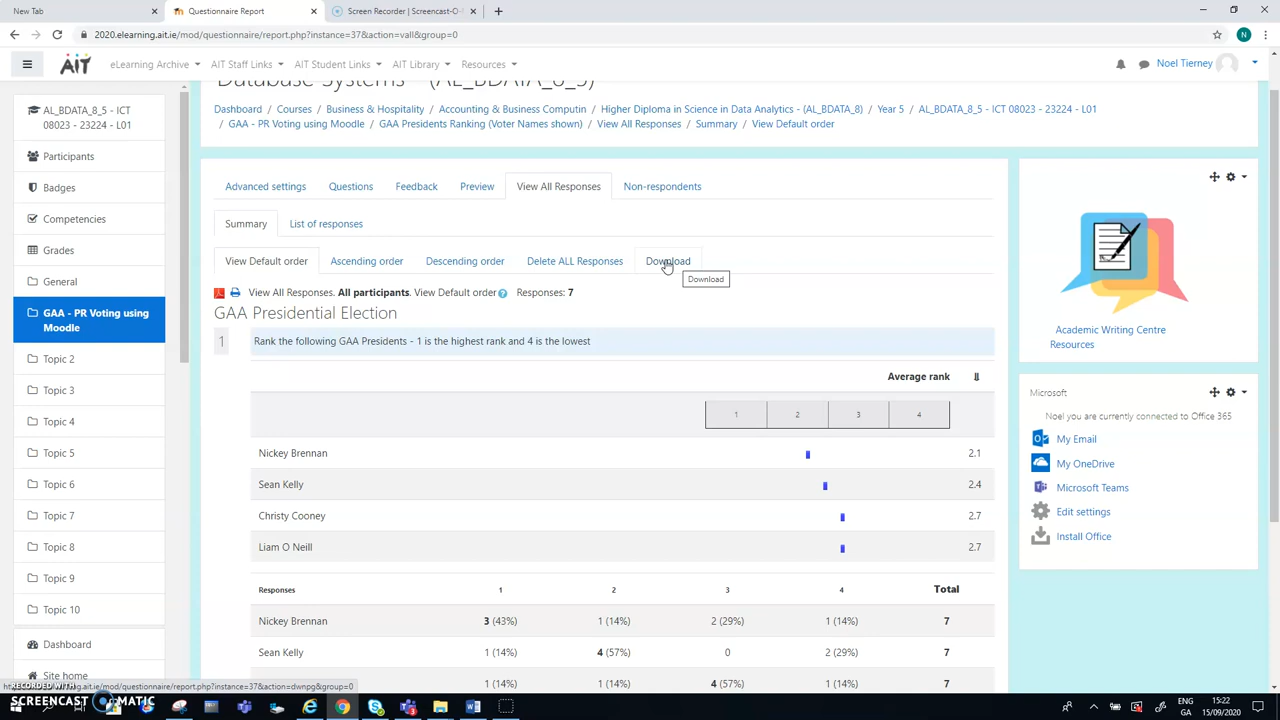 New Tab
Questionnaire Report
Screen Recorder | Screencast-O-
2020.elearning.ait.ie/mod/questionnaire/report.php?instance=37&action=vall&group=0
AIT
eLearning Archive
AIT Staff Links
AIT Student Links
AIT Library
Resources
Noel Tierney
N
Database Systems - (AL_BDATA_8_5)
Dashboard / Courses / Business & Hospitality / Accounting & Business Computin / Higher Diploma in Science in Data Analytics - (AL_BDATA_8) / Year 5 / AL_BDATA_8_5 - ICT 08023 - 23224 - L01
/ GAA - PR Voting using Moodle / GAA Presidents Ranking (Voter Names shown) / View All Responses / Summary / View Default order
AL_BDATA_8_5 - ICT
08023 - 23224 - L01
Participants
Badges
Competencies
Grades
General
GAA - PR Voting using
Moodle
Topic 2
Topic 3
Topic 4
Topic 5
Topic 6
Topic 7
Topic 8
Topic 9
Topic 10
Dashboard
Site home
Advanced settings
Questions
Feedback
Preview
View All Responses
Non-respondents
Summary
List of responses
View Default order
Ascending order
Descending order
Delete ALL Responses
Download
Download
View All Responses. All participants. View Default order Responses: 7
GAA Presidential Election
1
Rank the following GAA Presidents - 1 is the highest rank and 4 is the lowest
Average rank
1 2 3 4
Nickey Brennan 2.1
Sean Kelly 2.4
Christy Cooney 2.7
Liam O Neill 2.7
Responses 1 2 3 4 Total
Nickey Brennan 3 (43%) 1 (14%) 2 (29%) 1 (14%) 7
Sean Kelly 1 (14%) 4 (57%) 0 2 (29%) 7
1 (14%) 1 (14%) 4 (57%) 1 (14%) 7
Academic Writing Centre
Resources
Microsoft
Noel you are currently connected to Office 365
My Email
My OneDrive
Microsoft Teams
Edit settings
Install Office
RECORDED WITH
SCREENCAST MATIC
ENG
GA
15:22
15/09/2020